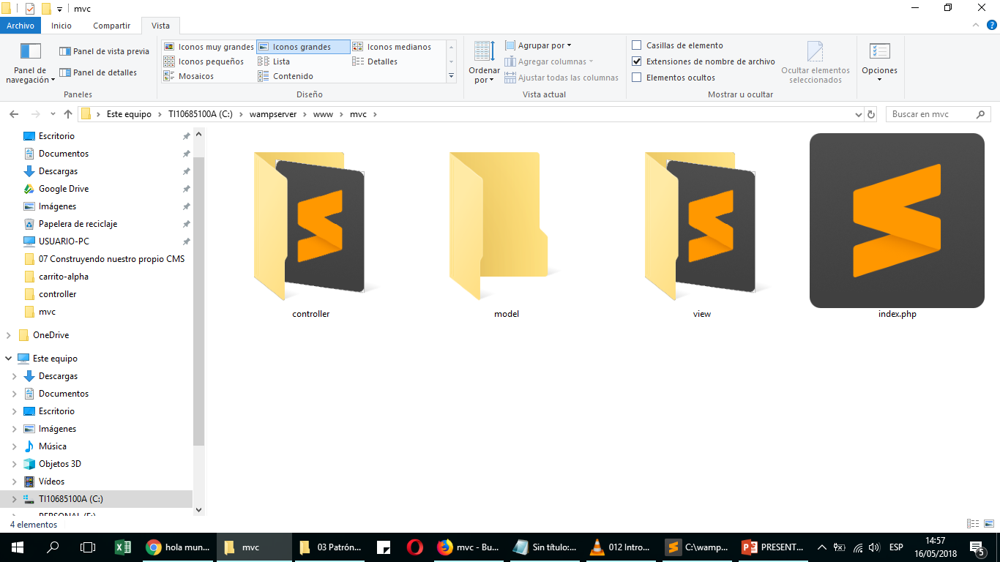 mvc
Archivo Inicio Compartir Vista
Panel de navegación
Panel de vista previa
Panel de detalles
Paneles
Iconos muy grandes Iconos grandes Iconos medianos
Iconos pequeños Lista Detalles
Mosaicos Contenido
Diseño
Ordenar por
Agrupar por
Agregar columnas
Ajustar todas las columnas
Vista actual
Casillas de elemento
Extensiones de nombre de archivo
Elementos ocultos
Ocultar elementos seleccionados
Mostrar u ocultar
Opciones
Este equipo TI10685100A (C:) wampserver www mvc
Buscar en mvc
Escritorio
Documentos
Descargas
Google Drive
Imágenes
Papelera de reciclaje
USUARIO-PC
07 Construyendo nuestro propio CMS
carrito-alpha
controller
mvc
OneDrive
Este equipo
Descargas
Documentos
Escritorio
Imágenes
Música
Objetos 3D
Vídeos
TI10685100A (C:)
PERSONAL (F:)
controller model view index.php
4 elementos
hola mun... mvc 03 Patrón... mvc - Bu... Sin título:... 012 Intro... C:\wamp... PRESENT... ESP 14:57
16/05/2018 5